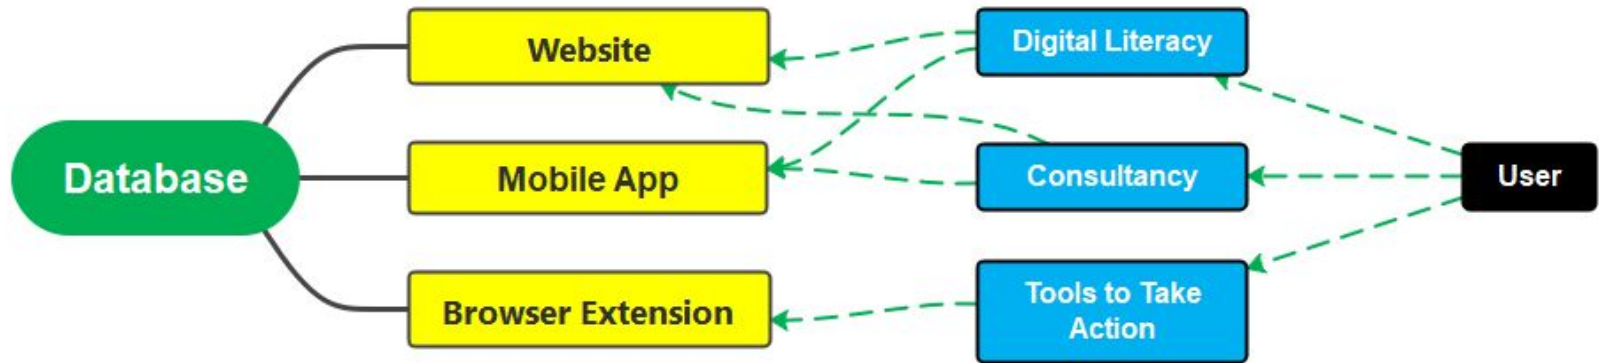 Database
Website
Mobile App
Browser Extension
Digital Literacy
Consultancy
Tools to Take
Action
User